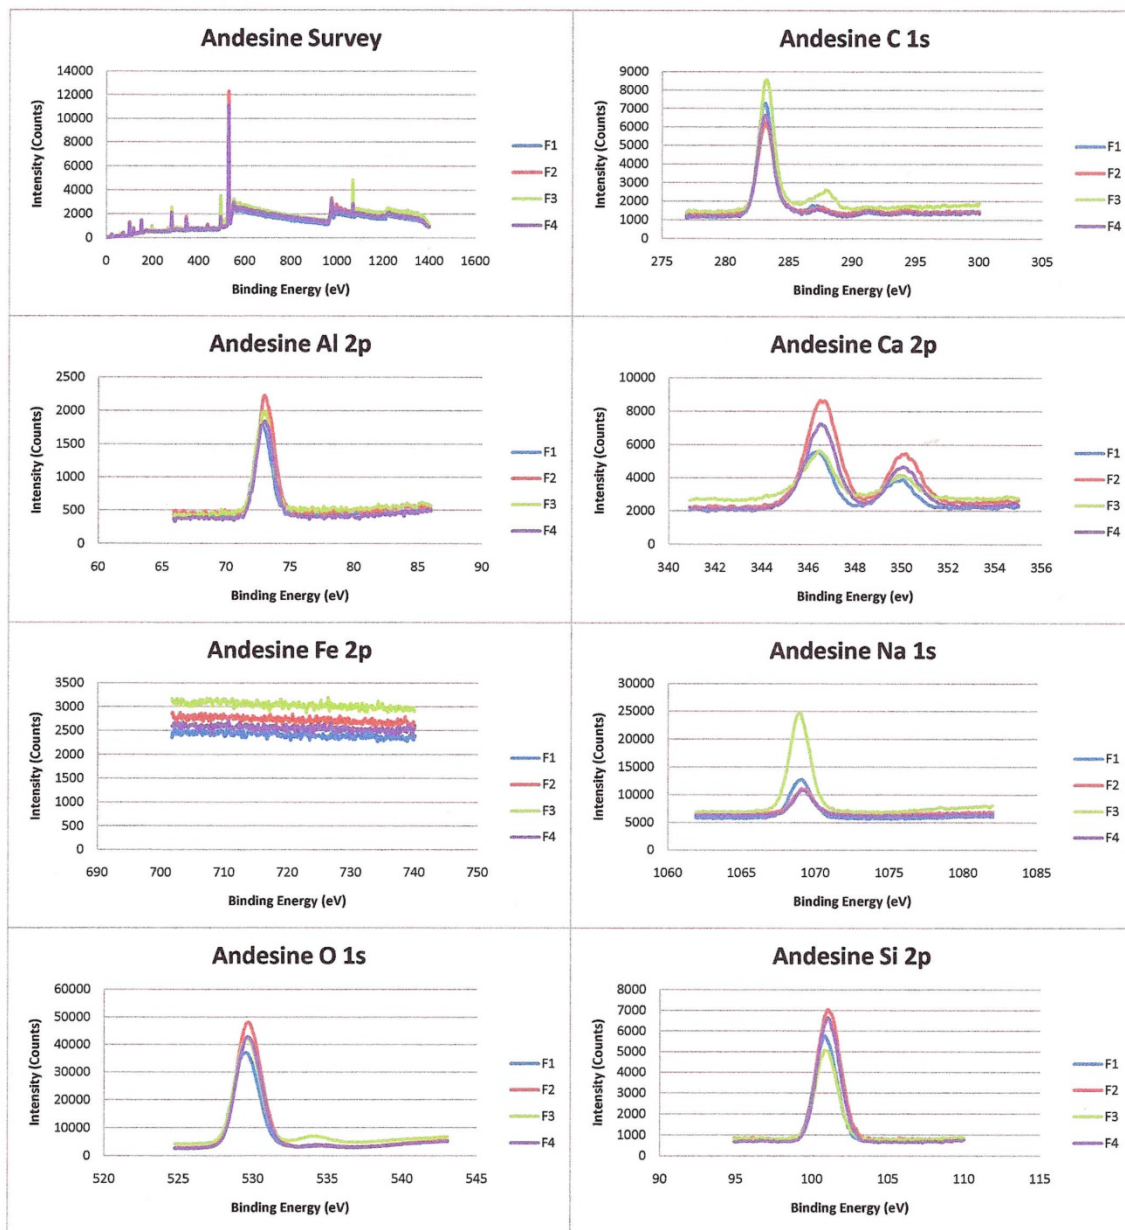 Andesine Survey
Intensity (Counts)
14000
12000
10000
8000
6000
4000
2000
0
0 200 400 600 800 1000 1200 1400 1600
Binding Energy (eV)
F1
F2
F3
F4
Andesine C 1s
Intensity (Counts)
9000
8000
7000
6000
5000
4000
3000
2000
1000
0
275 280 285 290 295 300 305
Binding Energy (eV)
F1
F2
F3
F4
Andesine Al 2p
Intensity (Counts)
2500
2000
1500
1000
500
0
60 65 70 75 80 85 90
Binding Energy (eV)
F1
F2
F3
F4
Andesine Ca 2p
Intensity (Counts)
10000
8000
6000
4000
2000
0
340 342 344 346 348 350 352 354 356
Binding Energy (ev)
F1
F2
F3
F4
Andesine Fe 2p
Intensity (Counts)
3500
3000
2500
2000
1500
1000
500
0
690 700 710 720 730 740 750
Binding Energy (eV)
F1
F2
F3
F4
Andesine Na 1s
Intensity (Counts)
30000
25000
20000
15000
10000
5000
0
1060 1065 1070 1075 1080 1085
Binding Energy (eV)
F1
F2
F3
F4
Andesine O 1s
Intensity (Counts)
60000
50000
40000
30000
20000
10000
0
520 525 530 535 540 545
Binding Energy (eV)
F1
F2
F3
F4
Andesine Si 2p
Intensity (Counts)
8000
7000
6000
5000
4000
3000
2000
1000
0
90 95 100 105 110 115
Binding Energy (eV)
F1
F2
F3
F4